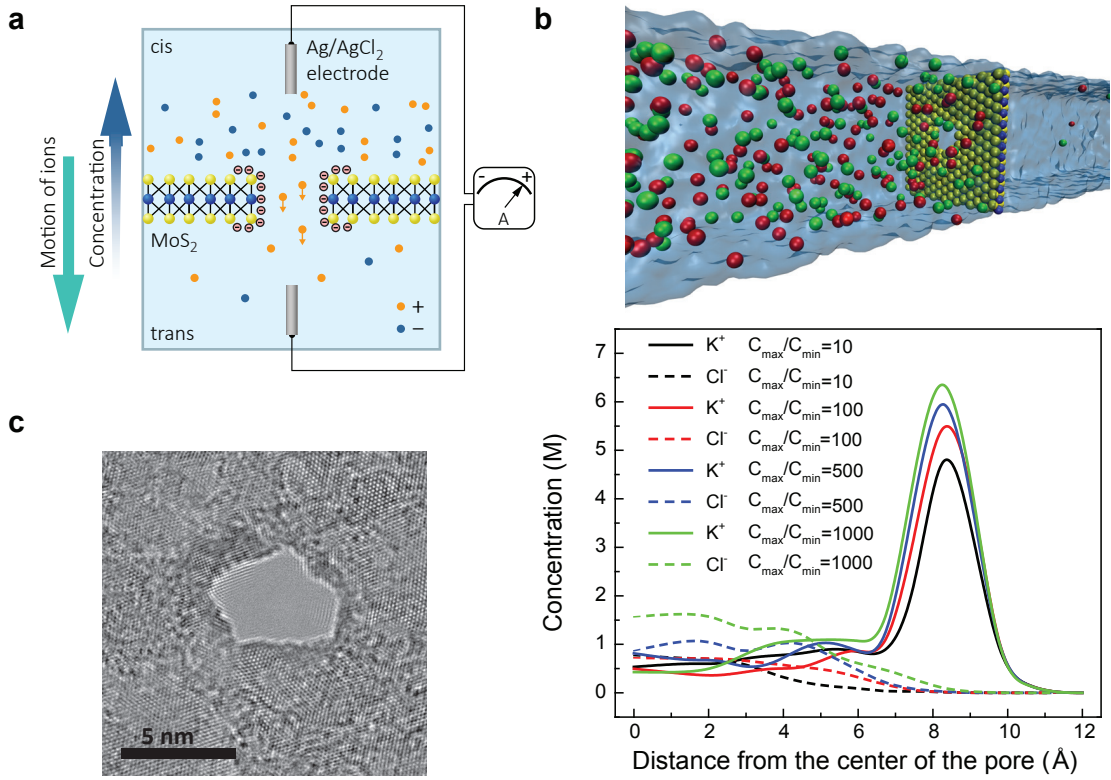 a
cis
Ag/AgCl2
electrode
Motion of ions
Concentration
- +
A
MoS2
+
−
trans
b
K+ Cmax/Cmin=10
Cl- Cmax/Cmin=10
K+ Cmax/Cmin=100
Cl- Cmax/Cmin=100
K+ Cmax/Cmin=500
Cl- Cmax/Cmin=500
K+ Cmax/Cmin=1000
Cl- Cmax/Cmin=1000
Concentration (M)
7
6
5
4
3
2
1
0
0 2 4 6 8 10 12
Distance from the center of the pore (Å)
c
5 nm